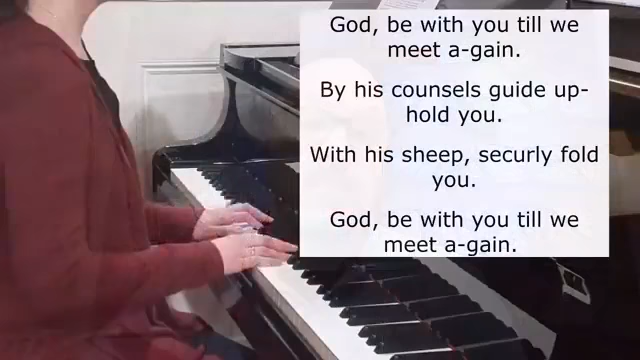 God, be with you till we
meet a-gain.
By his counsels guide up-
hold you.
With his sheep, securly fold
you.
God, be with you till we
meet a-gain.